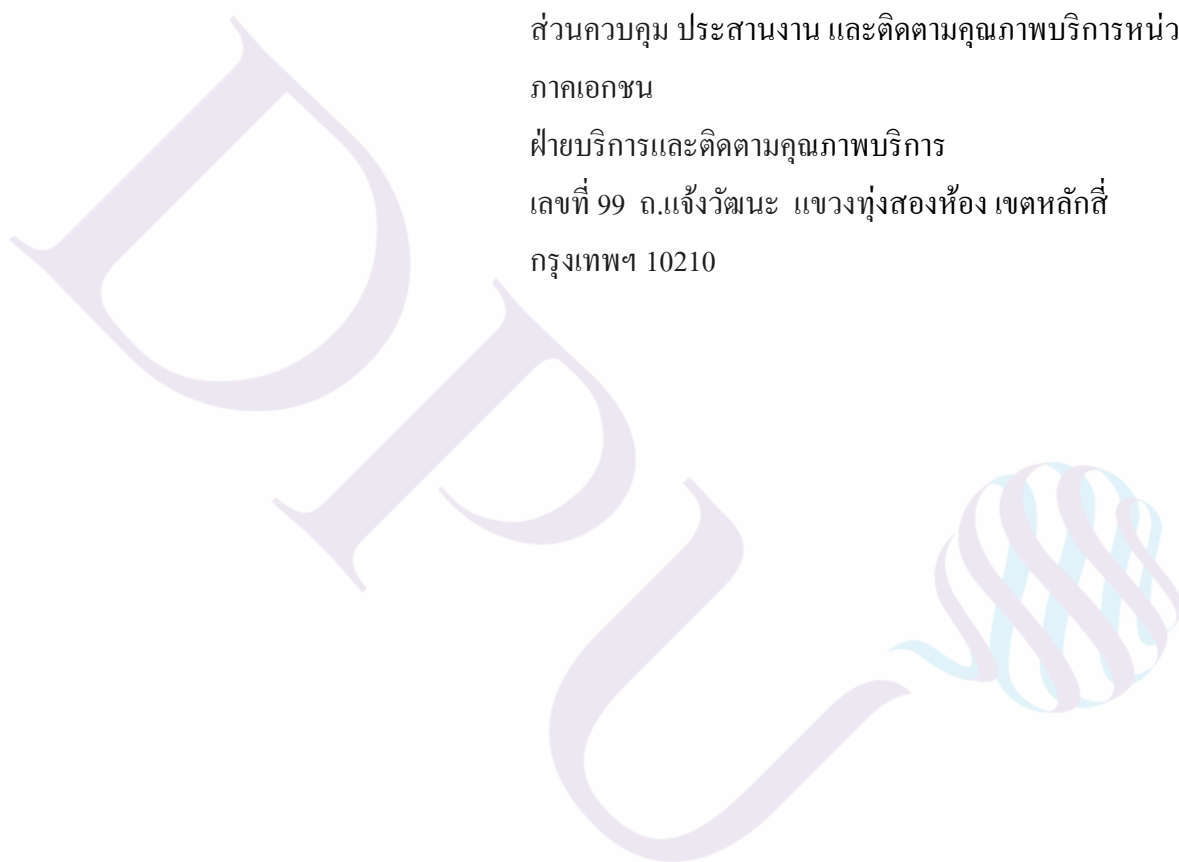 ส่วนควบคุม ประสานงาน และติดตามคุณภาพบริการหน่ว
ภาคเอกชน
ฝ่ายบริการและติดตามคุณภาพบริการ
เลขที่ 99 ถ.แจ้งวัฒนะ แขวงทุ่งสองห้อง เขตหลักสี่
กรุงเทพฯ 10210
DPU